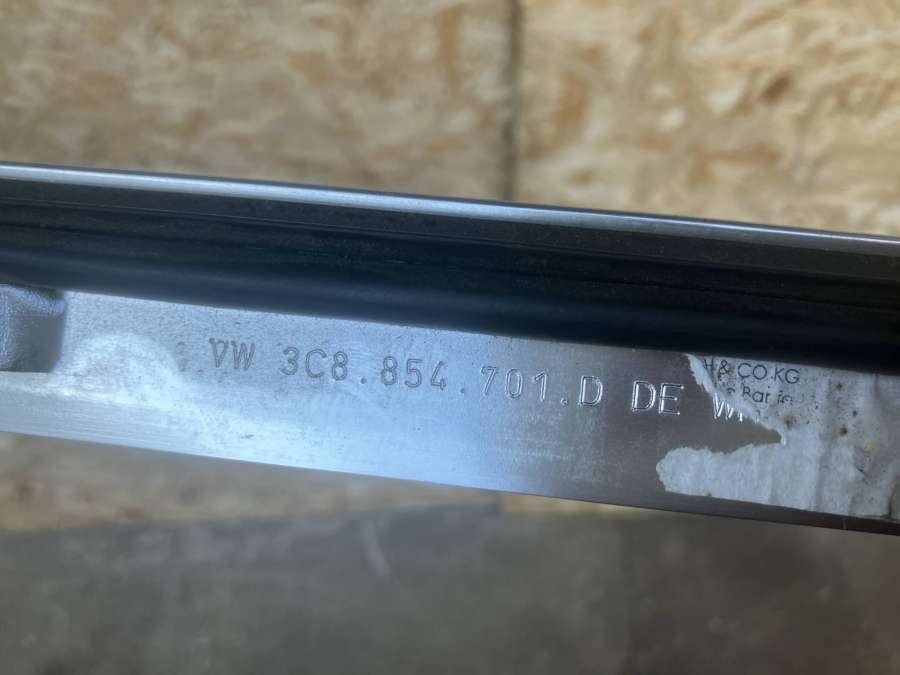 VW 3C8.854.701.D DE
H & CO.KG